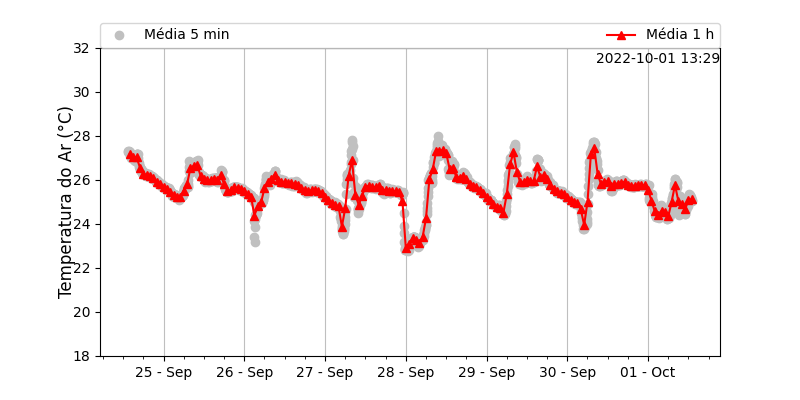 Média 5 min
Média 1 h
2022-10-01 13:29
Temperatura do Ar (°C)
32
30
28
26
24
22
20
18
25 - Sep
26 - Sep
27 - Sep
28 - Sep
29 - Sep
30 - Sep
01 - Oct